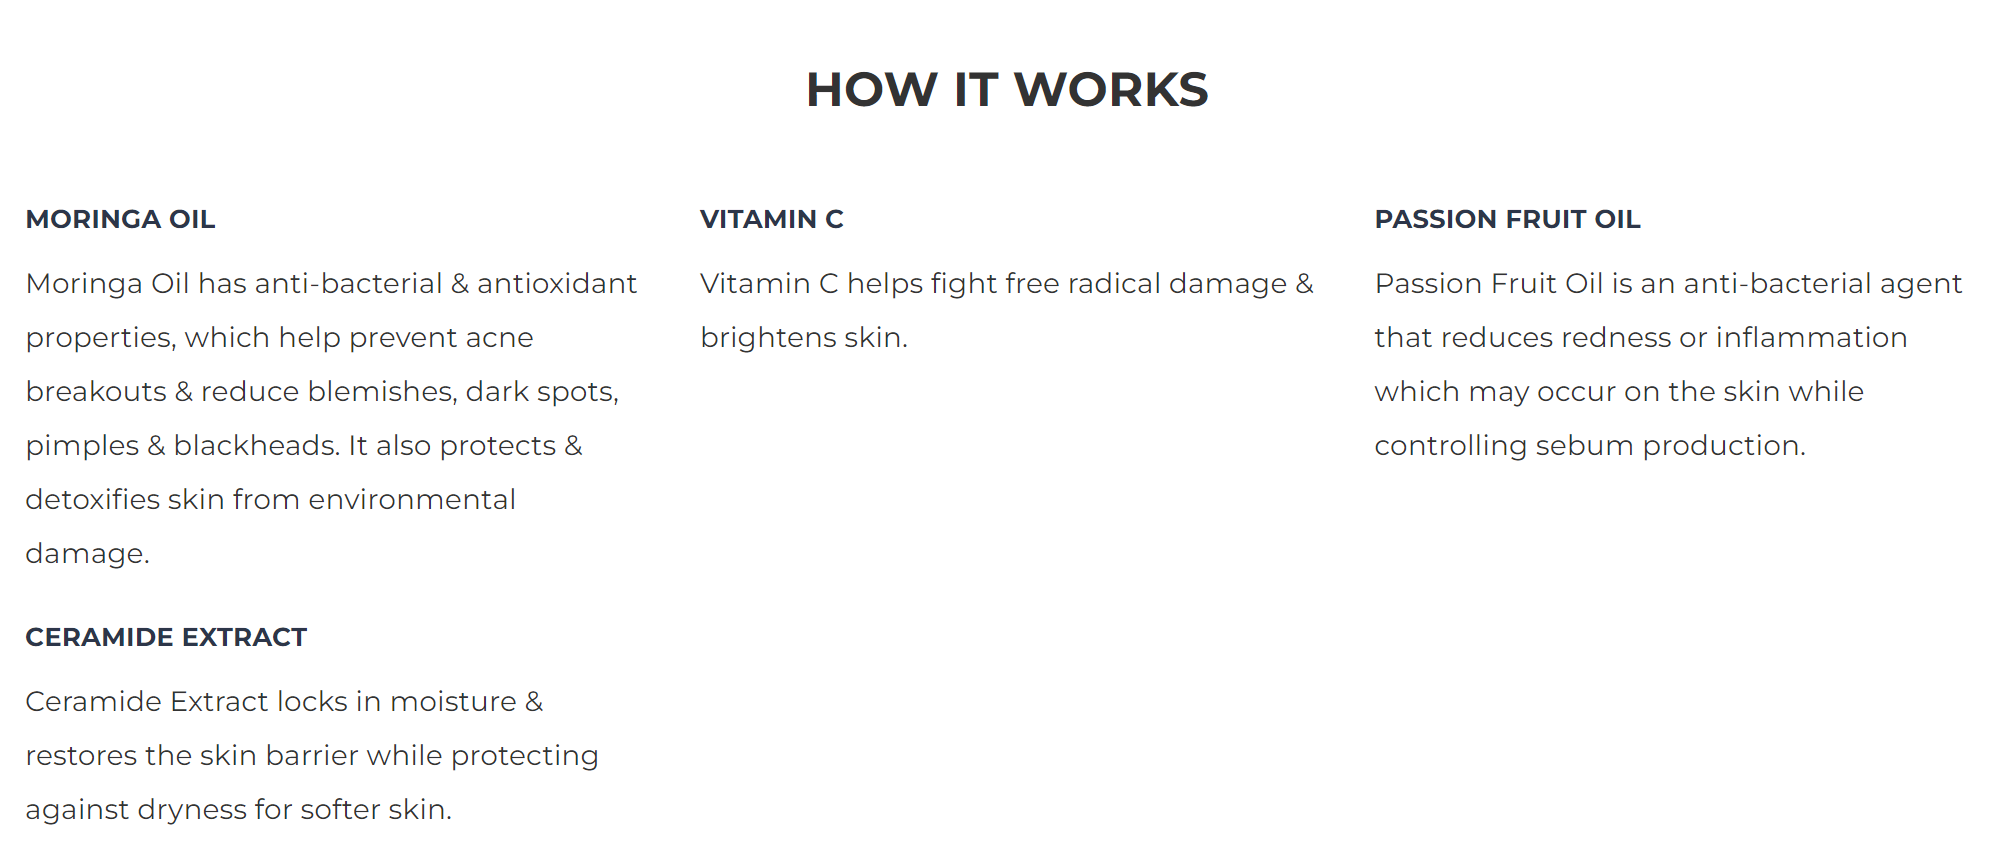 HOW IT WORKS
MORINGA OIL
Moringa Oil has anti-bacterial & antioxidant
properties, which help prevent acne
breakouts & reduce blemishes, dark spots,
pimples & blackheads. It also protects &
detoxifies skin from environmental
damage.
VITAMIN C
Vitamin C helps fight free radical damage &
brightens skin.
PASSION FRUIT OIL
Passion Fruit Oil is an anti-bacterial agent
that reduces redness or inflammation
which may occur on the skin while
controlling sebum production.
CERAMIDE EXTRACT
Ceramide Extract locks in moisture &
restores the skin barrier while protecting
against dryness for softer skin.